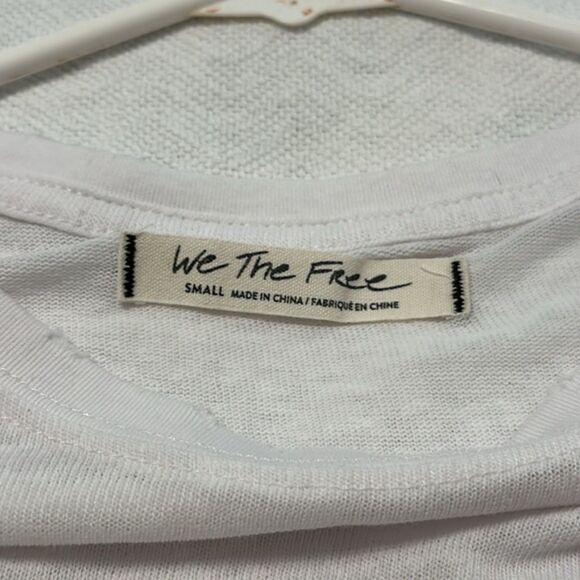 We The Free
SMALL MADE IN CHINA / FABRIQUÉ EN CHINE